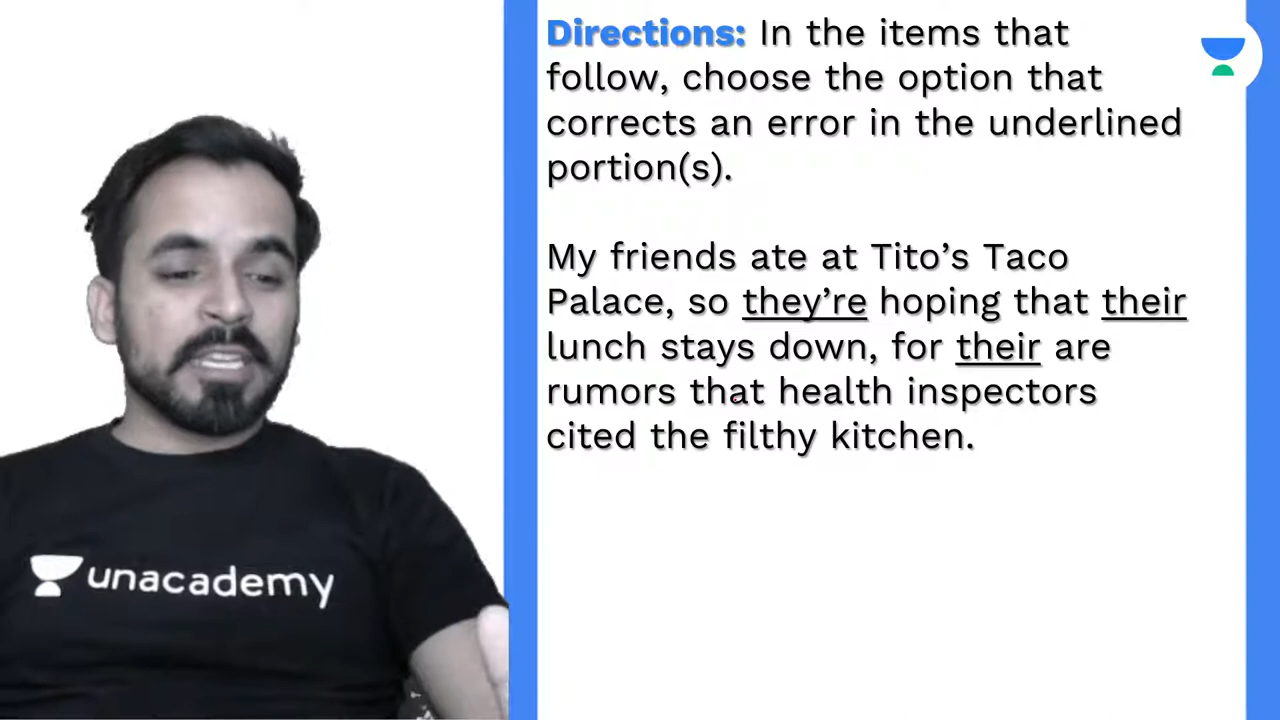 Directions: In the items that
follow, choose the option that
corrects an error in the underlined
portion(s).
My friends ate at Tito’s Taco
Palace, so they’re hoping that their
lunch stays down, for their are
rumors that health inspectors
cited the filthy kitchen.
unacademy